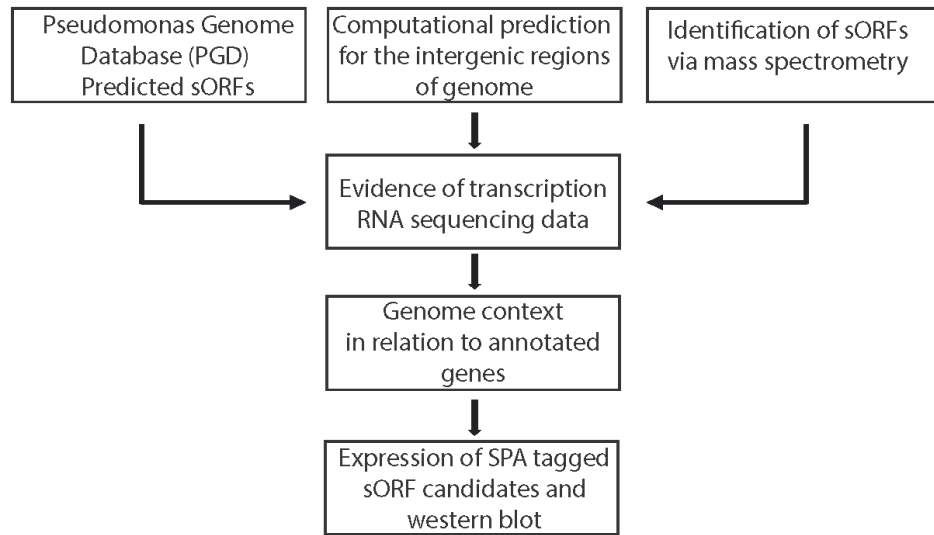 Pseudomonas Genome
Database (PGD)
Predicted sORFs
Computational prediction
for the intergenic regions
of genome
Identification of sORFs
via mass spectrometry
Evidence of transcription
RNA sequencing data
Genome context
in relation to annotated
genes
Expression of SPA tagged
sORF candidates and
western blot